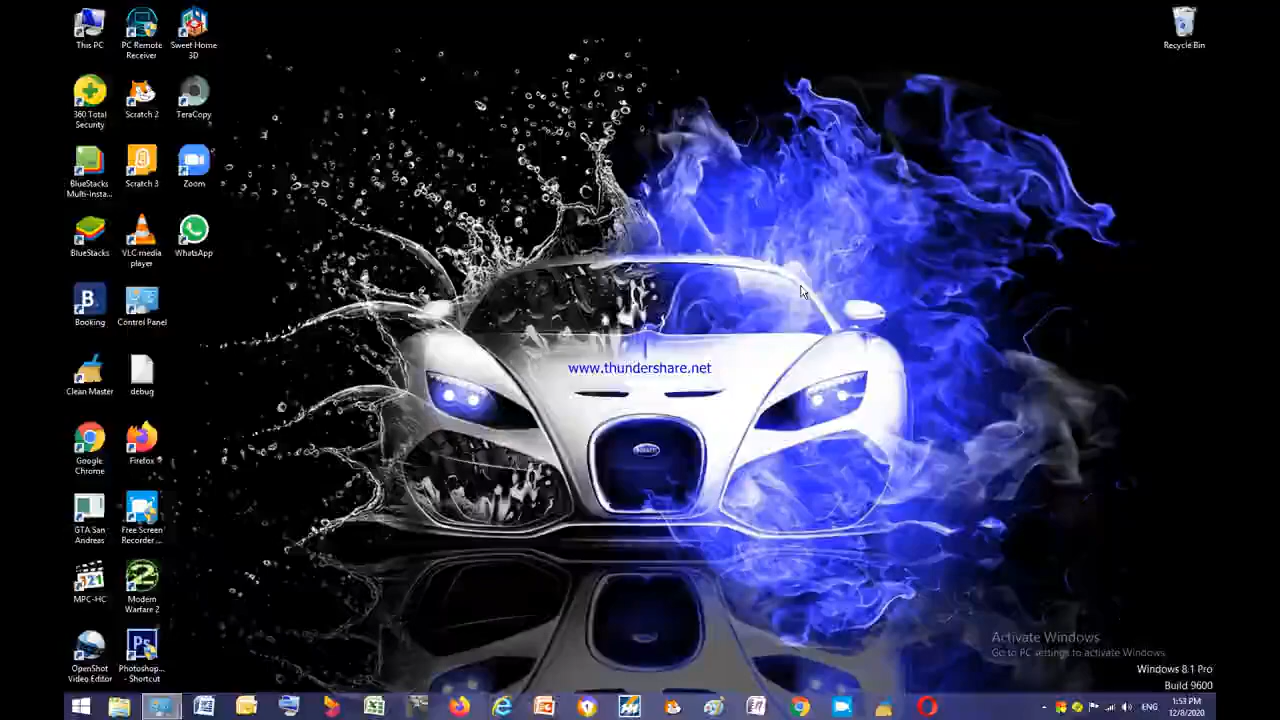 This PC
PC Remote
Receiver
Sweet Home
3D
Recycle Bin
360 Total
Security
Scratch 2
TeraCopy
BlueStacks
Multi-Insta...
Scratch 3
Zoom
BlueStacks
VLC media
player
WhatsApp
B.
Booking
Control Panel
www.thundershare.net
Clean Master
debug
Google
Chrome
Firefox
GTA San
Andreas
Free Screen
Recorder...
321
MPC-HC
2
Modern
Warfare 2
Ps
OpenShot
Video Editor
Photoshop...
- Shortcut
Activate Windows
Go to PC settings to activate Windows.
Windows 8.1 Pro
Build 9600
ENG
1:53 PM
12/8/2020